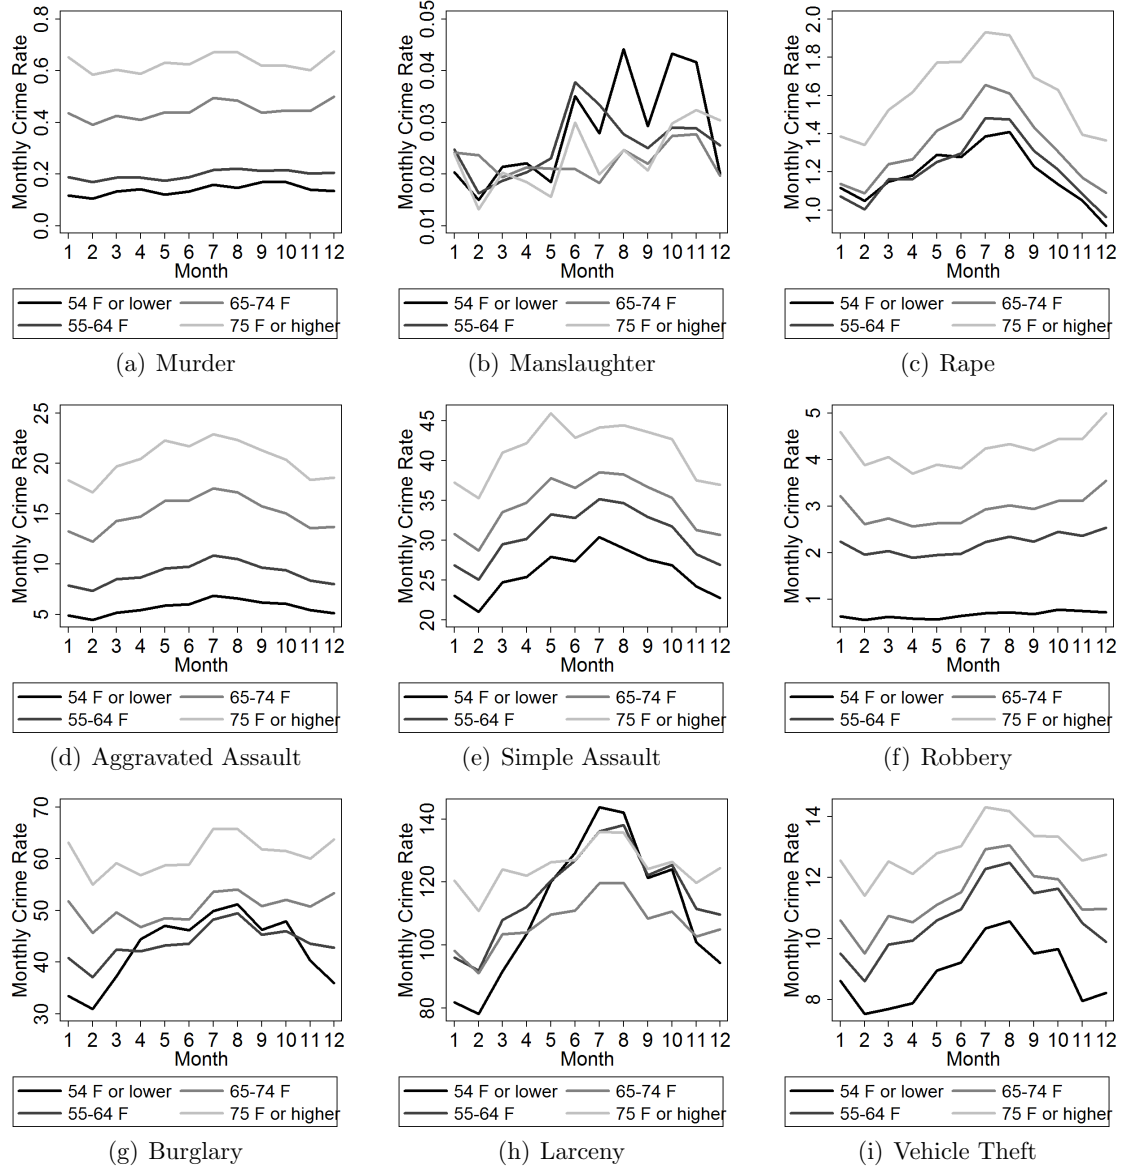 Monthly Crime Rate
0.0 0.2 0.4 0.6 0.8
1 2 3 4 5 6 7 8 9 10 11 12
Month
54 F or lower 65-74 F
55-64 F 75 F or higher
(a) Murder
Monthly Crime Rate
0.01 0.02 0.03 0.04 0.05
1 2 3 4 5 6 7 8 9 10 11 12
Month
54 F or lower 65-74 F
55-64 F 75 F or higher
(b) Manslaughter
Monthly Crime Rate
1.0 1.2 1.4 1.6 1.8 2.0
1 2 3 4 5 6 7 8 9 10 11 12
Month
54 F or lower 65-74 F
55-64 F 75 F or higher
(c) Rape
Monthly Crime Rate
5 10 15 20 25
1 2 3 4 5 6 7 8 9 10 11 12
Month
54 F or lower 65-74 F
55-64 F 75 F or higher
(d) Aggravated Assault
Monthly Crime Rate
20 25 30 35 40 45
1 2 3 4 5 6 7 8 9 10 11 12
Month
54 F or lower 65-74 F
55-64 F 75 F or higher
(e) Simple Assault
Monthly Crime Rate
1 2 3 4 5
1 2 3 4 5 6 7 8 9 10 11 12
Month
54 F or lower 65-74 F
55-64 F 75 F or higher
(f) Robbery
Monthly Crime Rate
30 40 50 60 70
1 2 3 4 5 6 7 8 9 10 11 12
Month
54 F or lower 65-74 F
55-64 F 75 F or higher
(g) Burglary
Monthly Crime Rate
80 100 120 140
1 2 3 4 5 6 7 8 9 10 11 12
Month
54 F or lower 65-74 F
55-64 F 75 F or higher
(h) Larceny
Monthly Crime Rate
8 10 12 14
1 2 3 4 5 6 7 8 9 10 11 12
Month
54 F or lower 65-74 F
55-64 F 75 F or higher
(i) Vehicle Theft